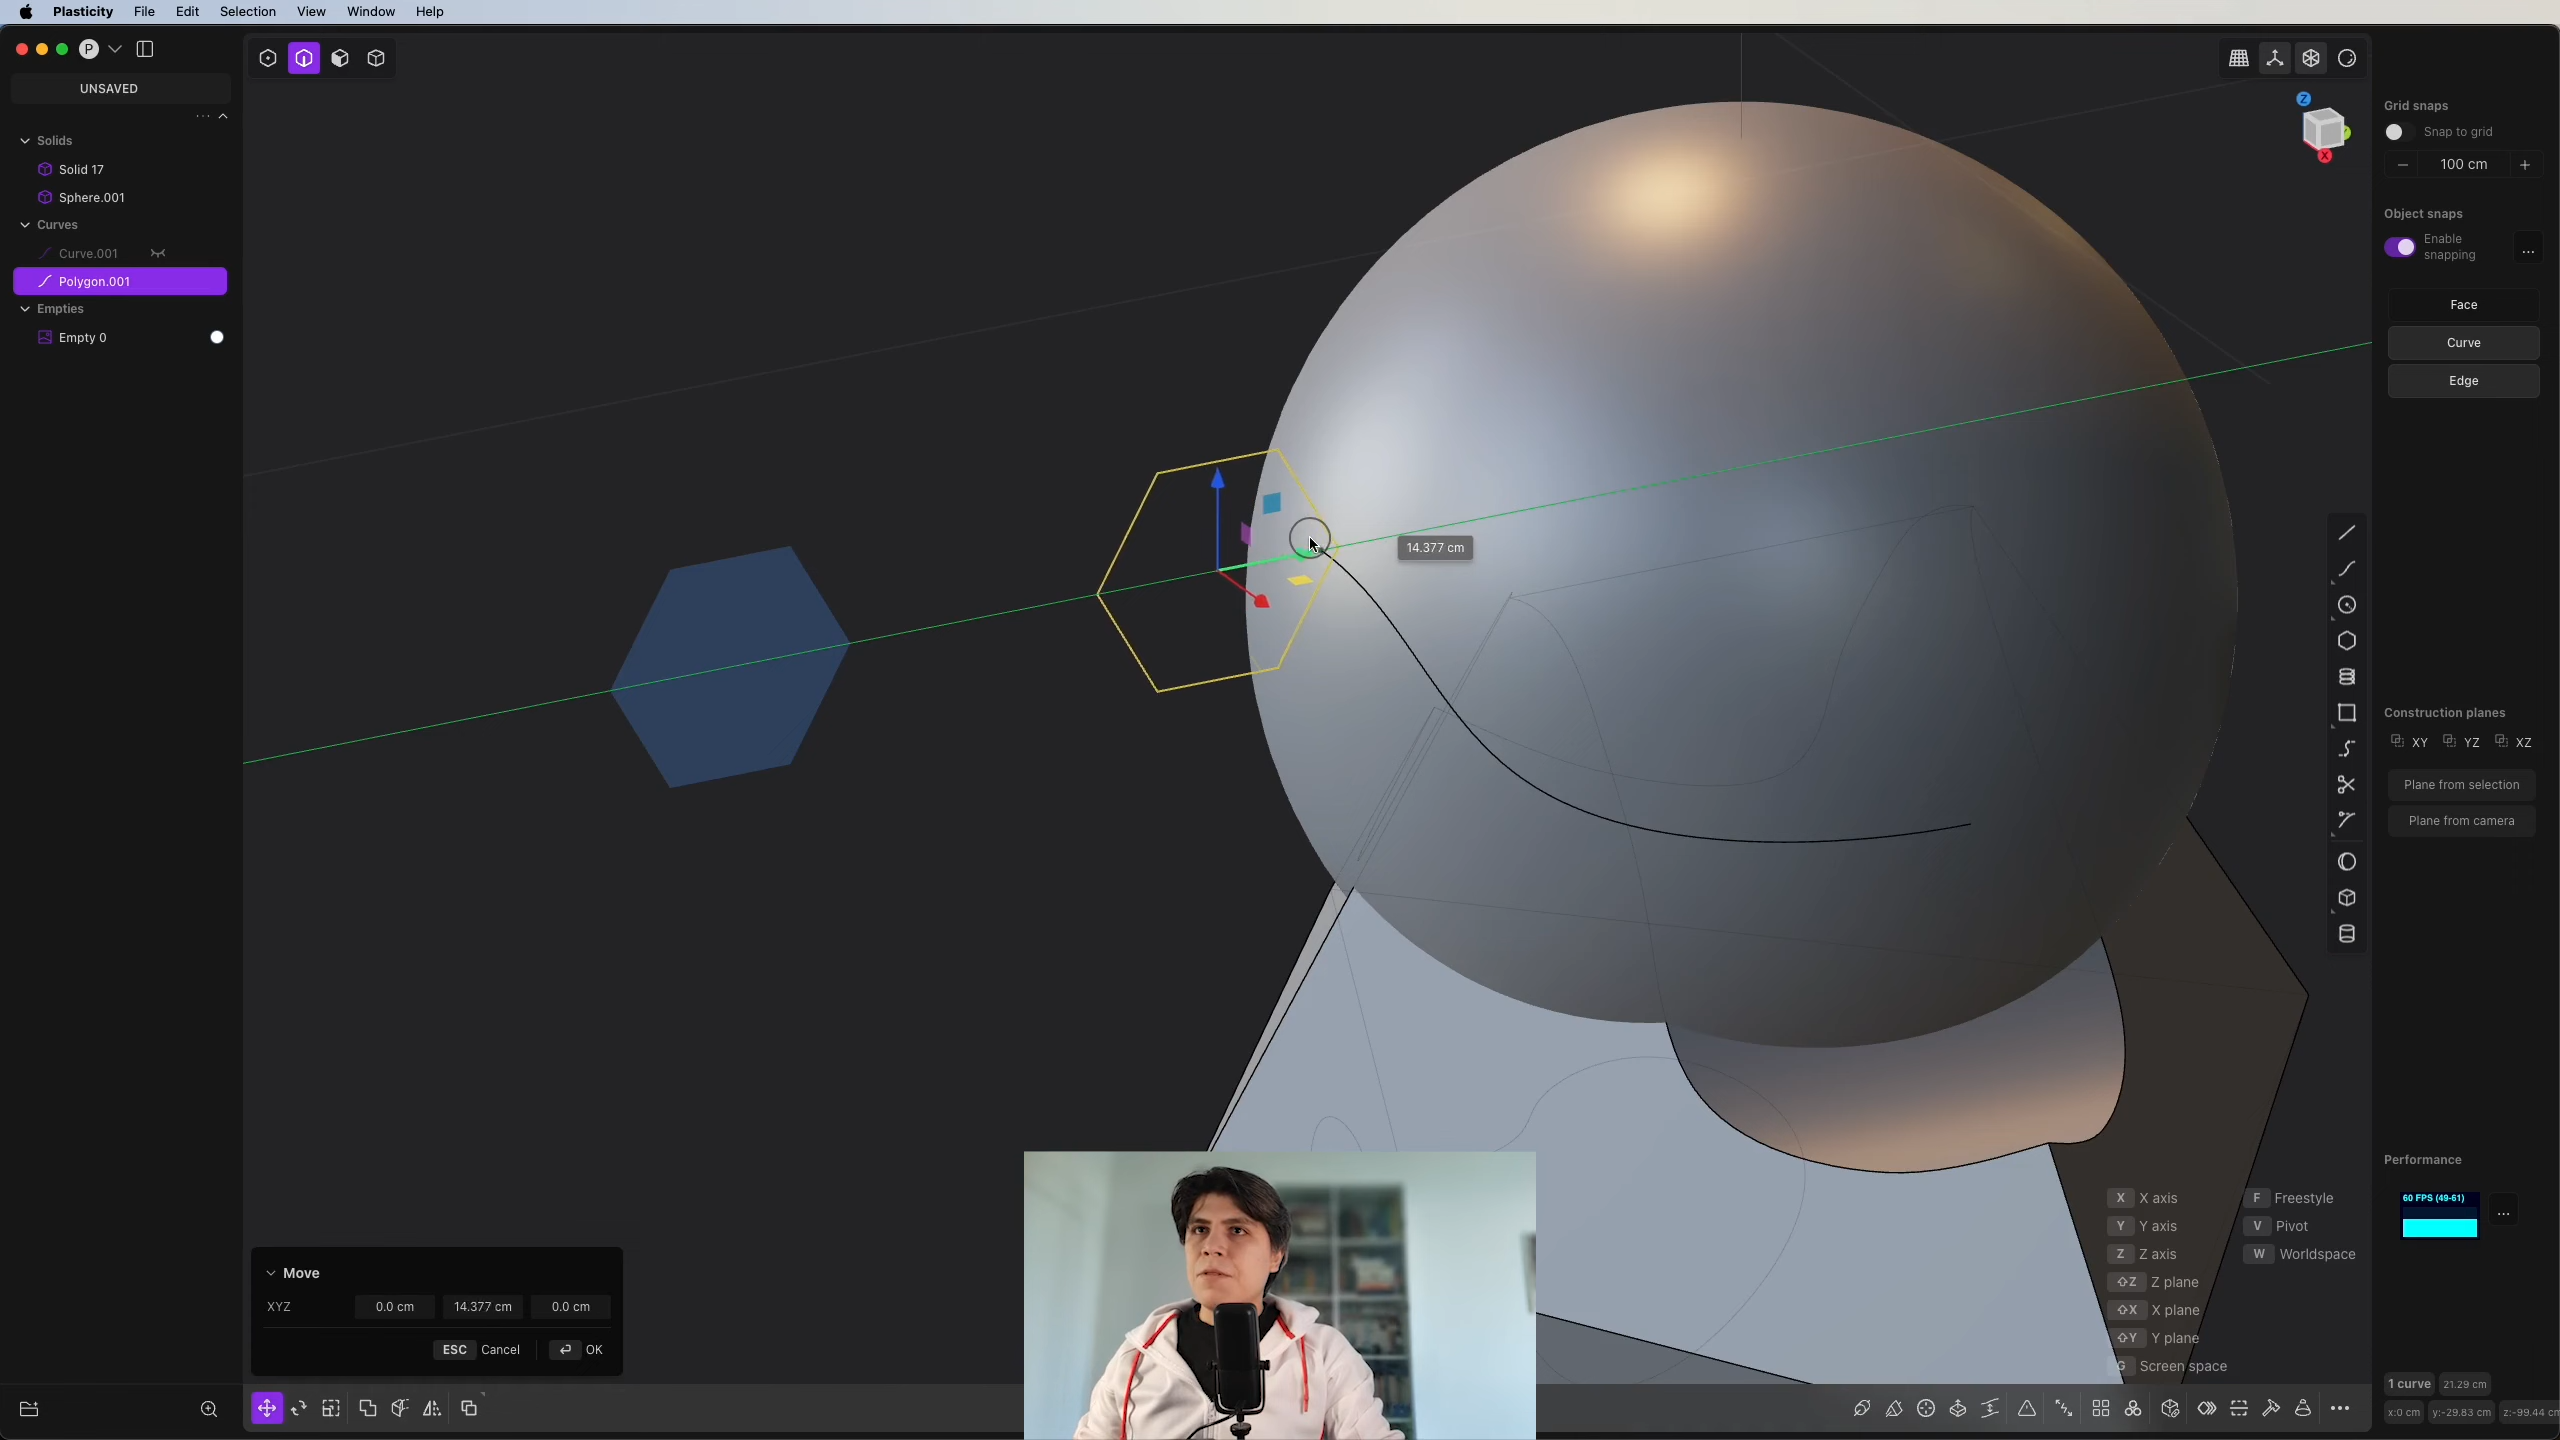 Plasticity File Edit Selection View Window Help
P
UNSAVED
...
Solids
Solid 17
Sphere.001
Curves
Curve.001
Polygon.001
Empties
Empty 0
Z
X
Grid snaps
Snap to grid
− 100 cm +
Object snaps
Enable
snapping
...
Face
Curve
Edge
14.377 cm
Construction planes
XY YZ XZ
Plane from selection
Plane from camera
Performance
60 FPS (49-61)
...
X X axis F Freestyle
Y Y axis V Pivot
Z Z axis W Worldspace
⇧Z Z plane
⇧X X plane
⇧Y Y plane
G Screen space
Move
XYZ 0.0 cm 14.377 cm 0.0 cm
ESC Cancel OK
1 curve 21.29 cm
x:0 cm y:-29.83 cm z:-99.44 cm